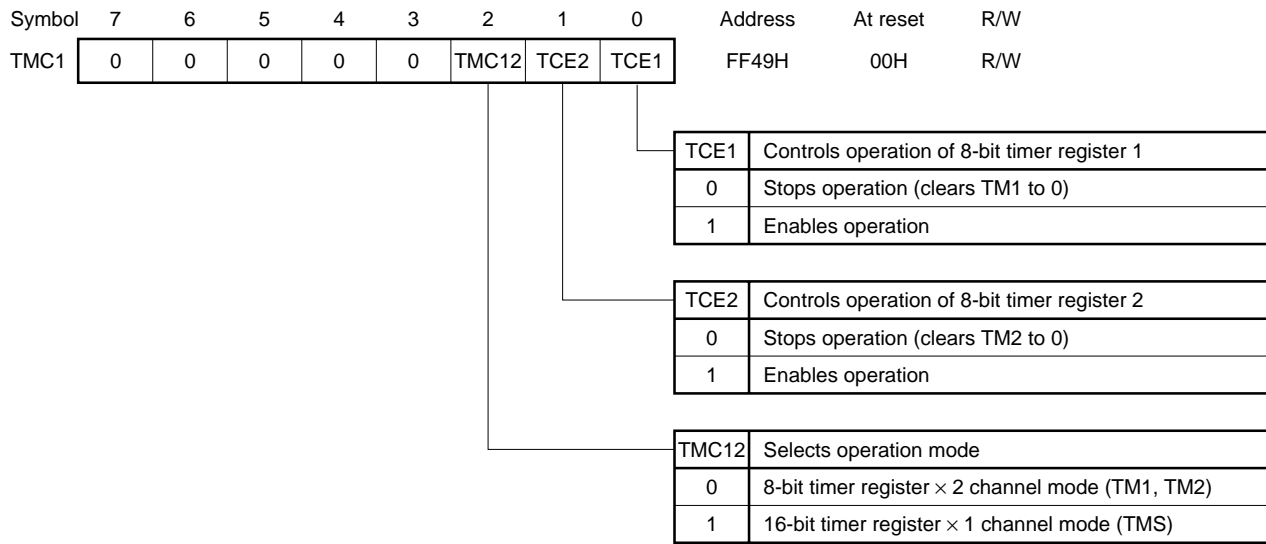 Symbol 7 6 5 4 3 2 1 0 Address At reset R/W
TMC1 0 0 0 0 0 TMC12 TCE2 TCE1 FF49H 00H R/W
TCE1 Controls operation of 8-bit timer register 1
0 Stops operation (clears TM1 to 0)
1 Enables operation
TCE2 Controls operation of 8-bit timer register 2
0 Stops operation (clears TM2 to 0)
1 Enables operation
TMC12 Selects operation mode
0 8-bit timer register × 2 channel mode (TM1, TM2)
1 16-bit timer register × 1 channel mode (TMS)